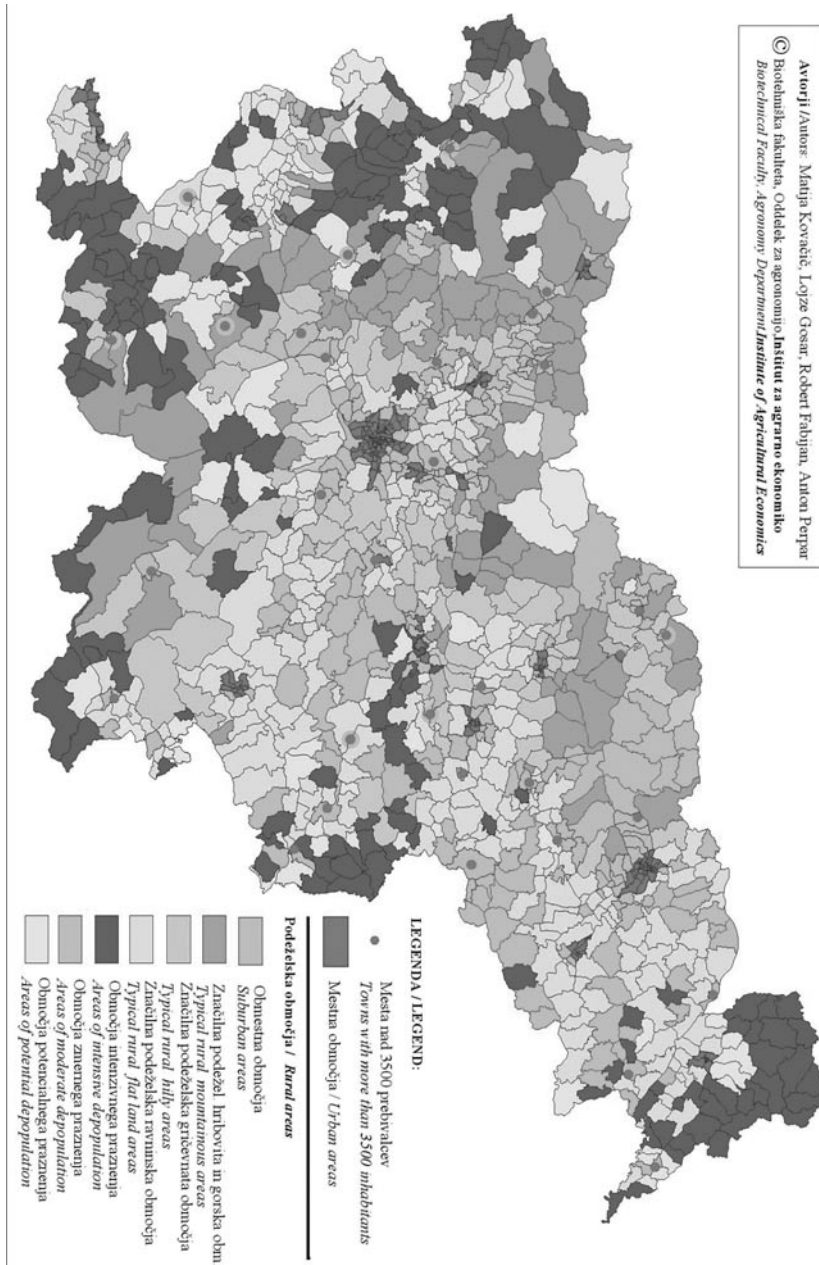 Avtorji /Autors: Matija Kovačič, Lojze Gosar, Robert Fabijan, Anton Perpar
© Biotehniška fakulteta, Oddelek za agronomijo,Inštitut za agrarno ekonomiko
Biotechnical Faculty, Agronomy Department,Institute of Agricultural Economics
LEGENDA / LEGEND:
Mesta nad 3500 prebivalcev
Towns with more than 3500 inhabitants
Mestna območja / Urban areas
Podeželska območja / Rural areas
Obmestna območja
Suburban areas
Značilna podežel. hribovita in gorska obm
Typical rural mountainous areas
Značilna podeželska gričevnata območja
Typical rural hilly areas
Značilna podeželska ravninska območja
Typical rural flat land areas
Območja intenzivnega praznenja
Areas of intensive depopulation
Območja zmernega praznenja
Areas of moderate depopulation
Območja potencialnega praznenja
Areas of potential depopulation